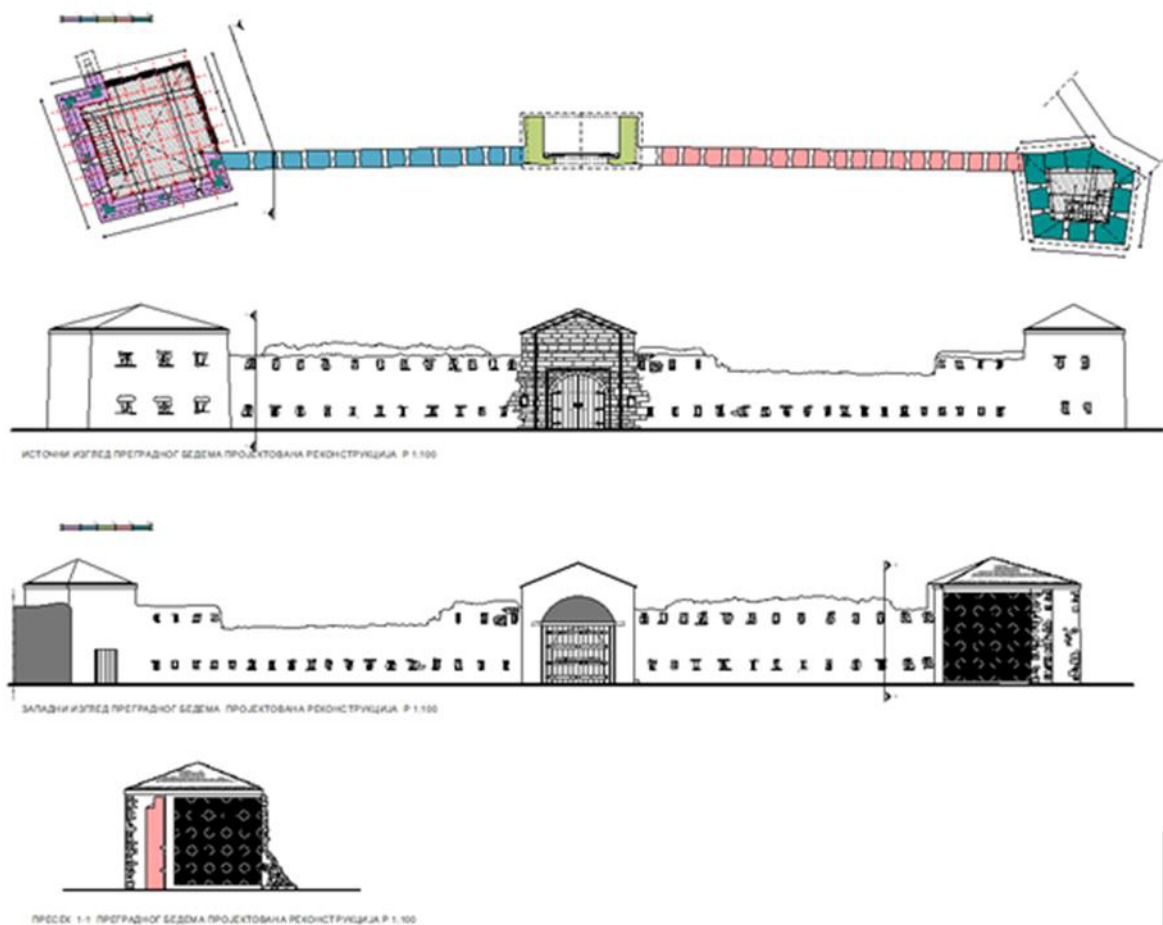 ИСТОЧНИ ИЗГЛЕД ПРЕГРАДНОГ БЕДЕМА ПРОЈЕКТОВАНА РЕКОНСТРУКЦИЈА Р 1:100
ЗАПАДНИ ИЗГЛЕД ПРЕГРАДНОГ БЕДЕМА ПРОЈЕКТОВАНА РЕКОНСТРУКЦИЈА Р 1:100
ПРЕСЕК 1-1 ПРЕГРАДНОГ БЕДЕМА ПРОЈЕКТОВАНА РЕКОНСТРУКЦИЈА Р 1:100